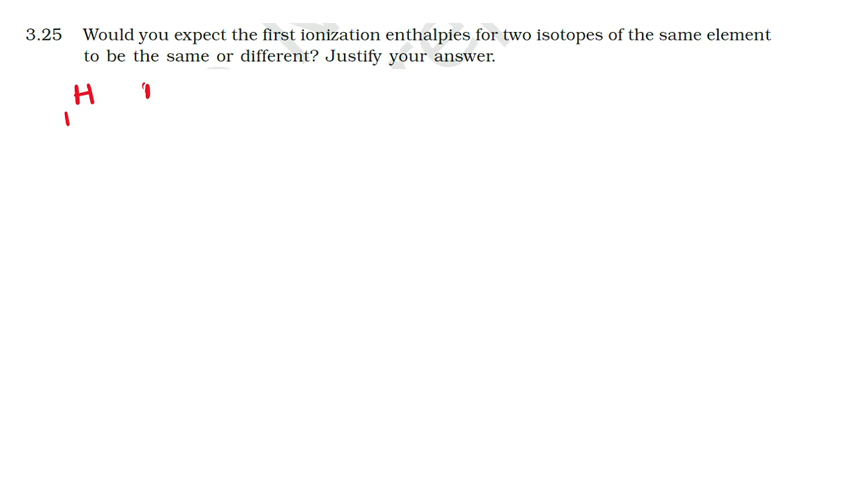 3.25 Would you expect the first ionization enthalpies for two isotopes of the same element
to be the same or different? Justify your answer.
H
1